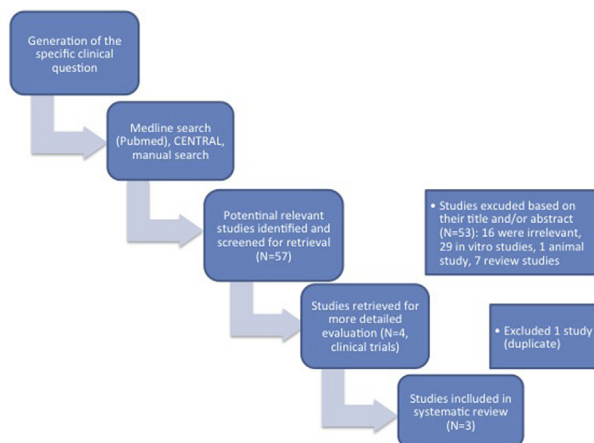 Generation of the
specific clinical
question
Medline search
(Pubmed), CENTRAL,
manual search
Potentinal relevant
studies identified and
screened for retrieval
(N=57)
• Studies excuded based on
their title and/or abstract
(N=53): 16 were irrelevant,
29 in vitro studies, 1 animal
study, 7 review studies
Studies retrieved for
more detailed
evaluation (N=4,
clinical trials)
• Excluded 1 study
(duplicate)
Studies inclluded in
systematic review
(N=3)